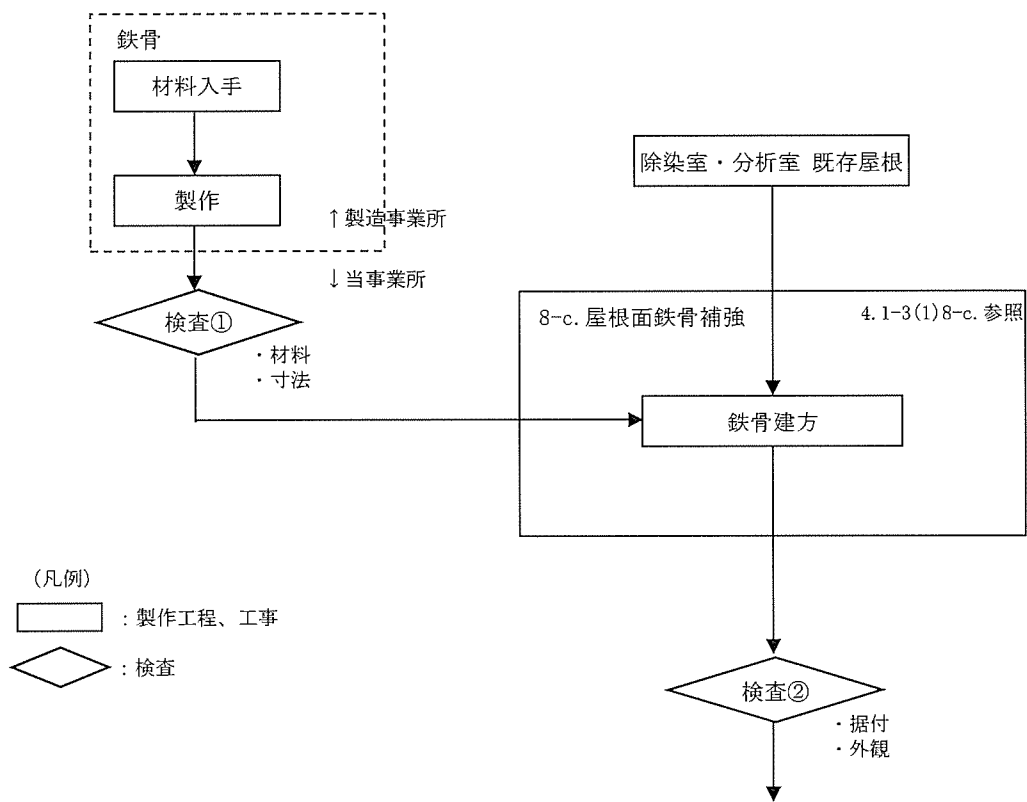 鉄骨
材料入手
製作
↑製造事業所
↓当事業所
検査①
・材料
・寸法
除染室・分析室 既存屋根
8-c. 屋根面鉄骨補強
4.1-3(1)8-c. 参照
鉄骨建方
検査②
・据付
・外観
(凡例)
：製作工程、工事
：検査